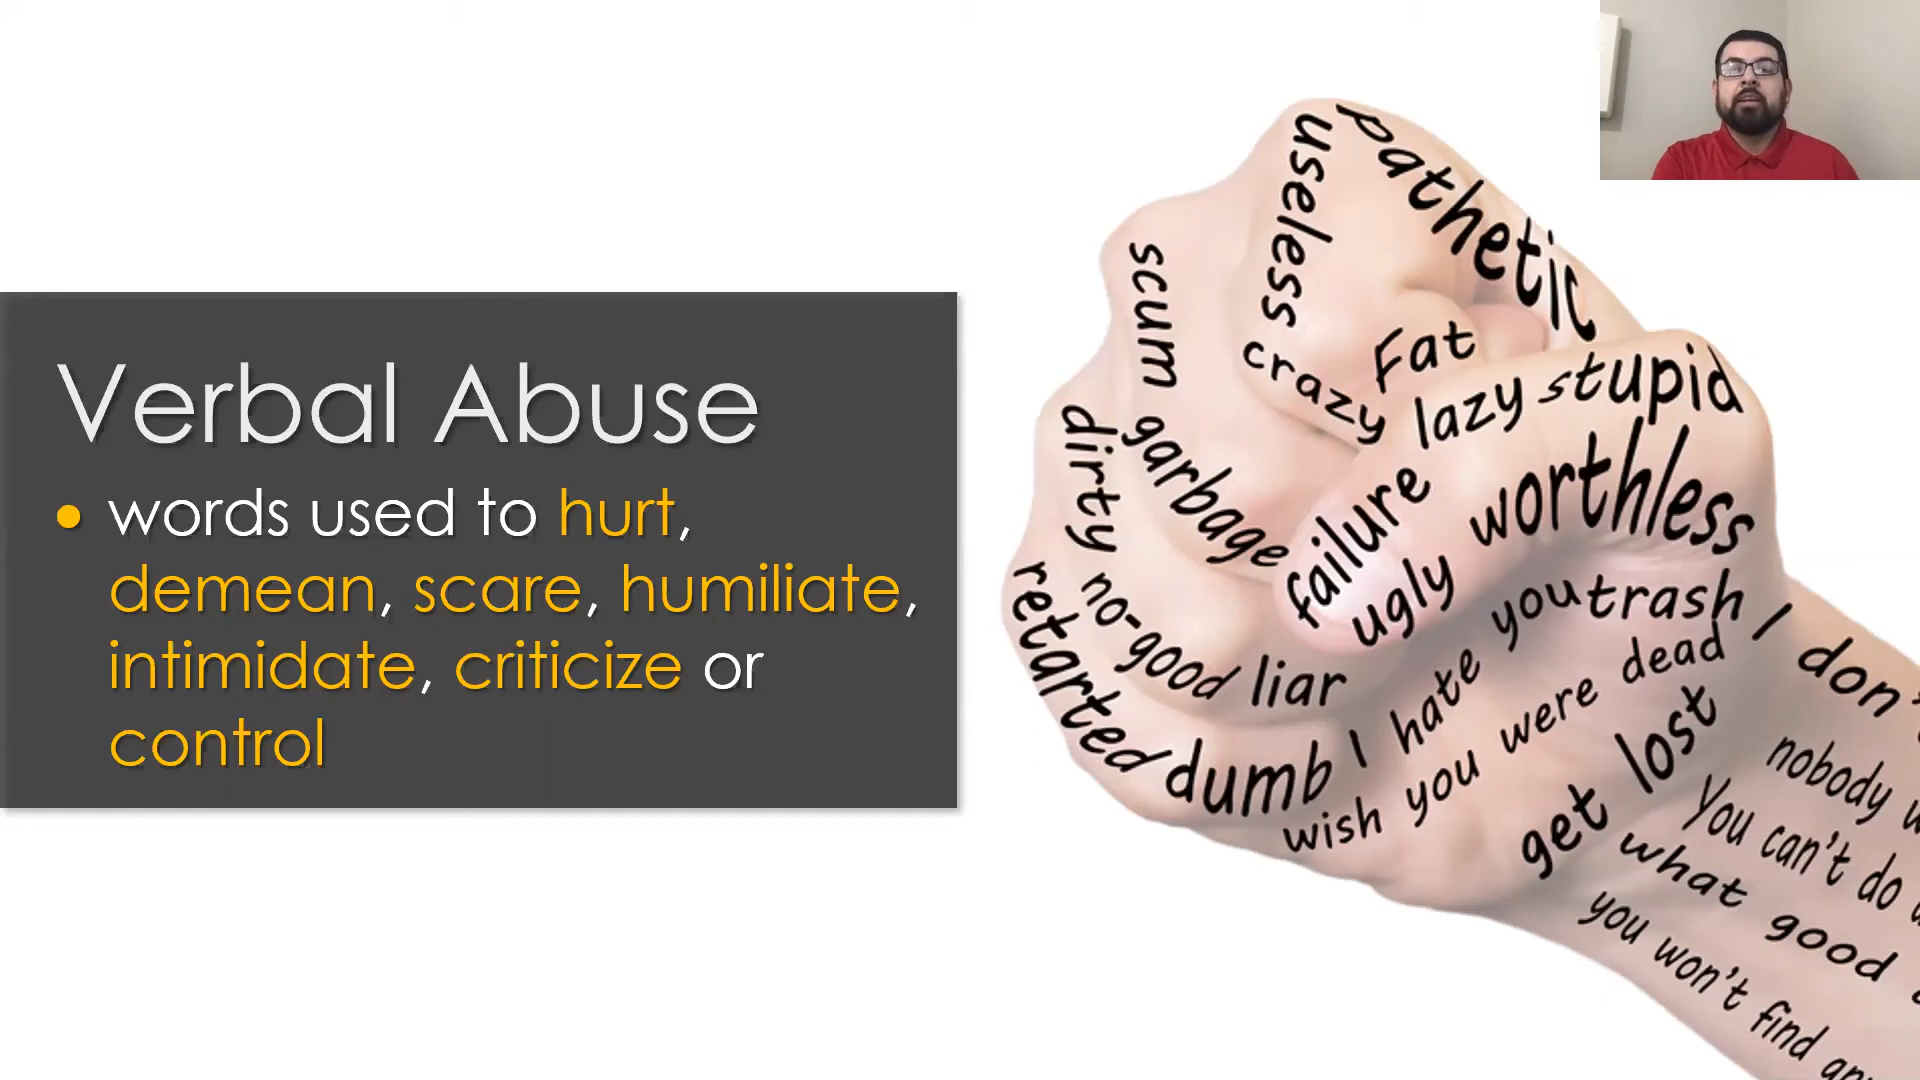 Verbal Abuse
• words used to hurt,
demean, scare, humiliate,
intimidate, criticize or
control
pathetic
useless
scum
Fat
crazy
lazy
stupid
dirty
garbage
failure
worthless
ugly
retarted
no-good
liar
dumb
I hate you
trash
wish you were dead
get lost
I don'
nobody
You can't do
what good
you won't find